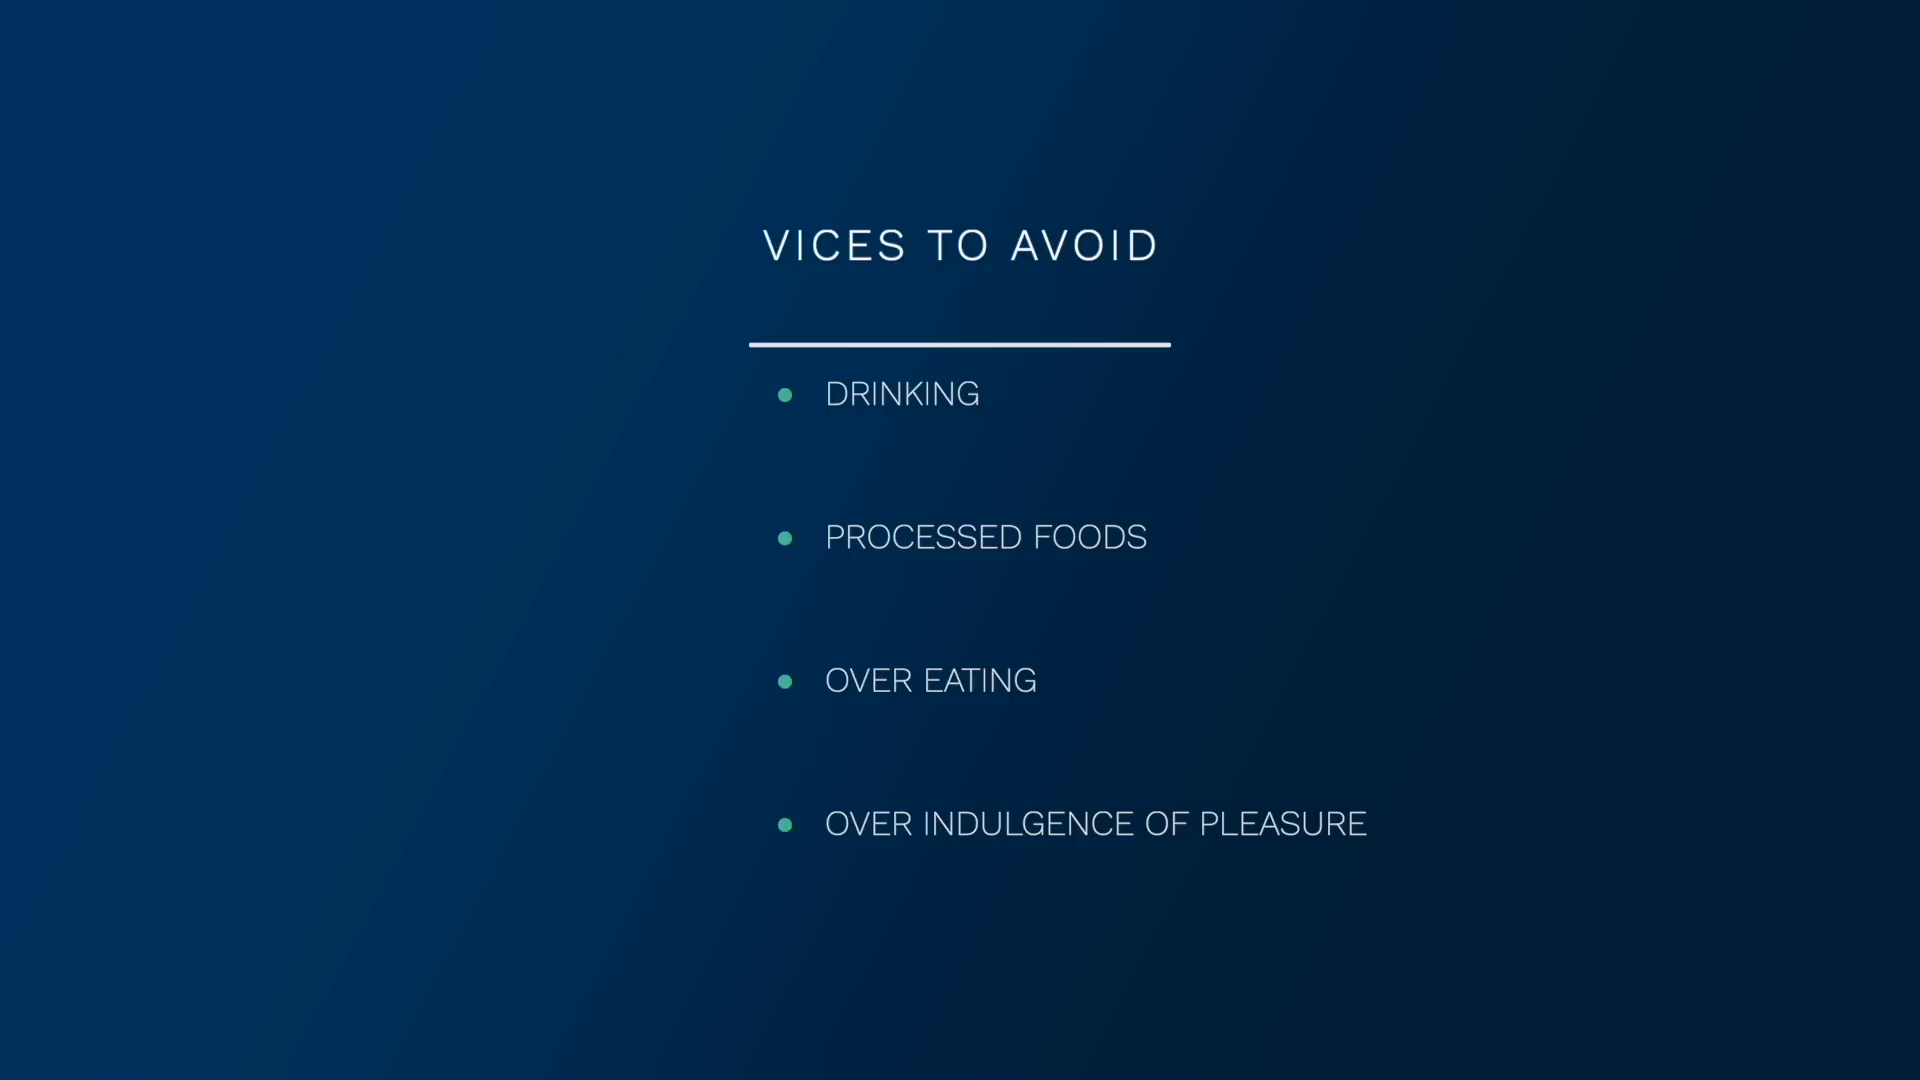 VICES TO AVOID
DRINKING
PROCESSED FOODS
OVER EATING
OVER INDULGENCE OF PLEASURE